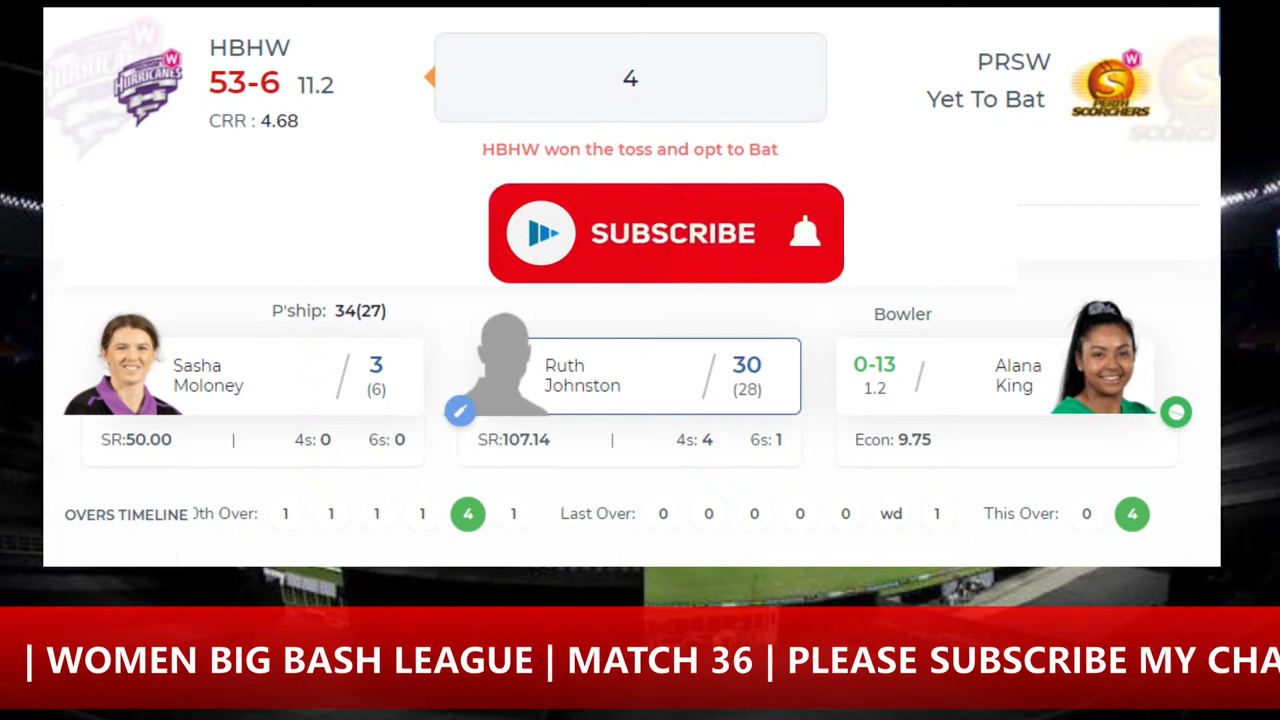 HBHW
53-6 11.2
CRR : 4.68
4
HBHW won the toss and opt to Bat
PRSW
Yet To Bat
W
HURRICANES
W
PERTH
SCORCHERS
SUBSCRIBE
P'ship: 34(27)
Bowler
Sasha
Moloney
3
(6)
Ruth
Johnston
30
(28)
0-13
1.2
Alana
King
SR:50.00 | 4s: 0 6s: 0
SR:107.14 | 4s: 4 6s: 1
Econ: 9.75
OVERS TIMELINE th Over: 1 1 1 1 4 1 Last Over: 0 0 0 0 0 wd 1 This Over: 0 4
| WOMEN BIG BASH LEAGUE | MATCH 36 | PLEASE SUBSCRIBE MY CHA